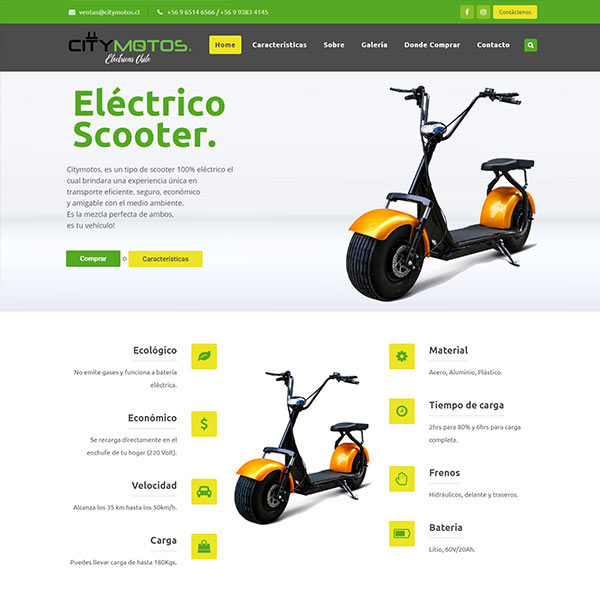 ventas@citymotos.cl
+56 9 6514 6566 / +56 9 9383 4145
Contáctenos
CITYMOTOS.
Electricas Chile
Home
Características
Sobre
Galería
Donde Comprar
Contacto
Eléctrico
Scooter.
Citymotos, es un tipo de scooter 100% eléctrico el
cual brindara una experiencia única en
transporte eficiente, seguro, económico
y amigable con el medio ambiente.
Es la mezcla perfecta de ambos,
es tu vehículo!
Comprar
o
Características
Ecológico
No emite gases y funciona a batería
eléctrica.
Económico
Se recarga directamente en el
enchufe de tu hogar (220 Volt).
Velocidad
Alcanza los 35 km hasta los 50km/h.
Carga
Puedes llevar carga de hasta 180Kgs.
Material
Acero, Aluminio, Plástico.
Tiempo de carga
2hrs para 80% y 6hrs para carga
completa.
Frenos
Hidráulicos, delante y traseros.
Bateria
Litio, 60V/20Ah.